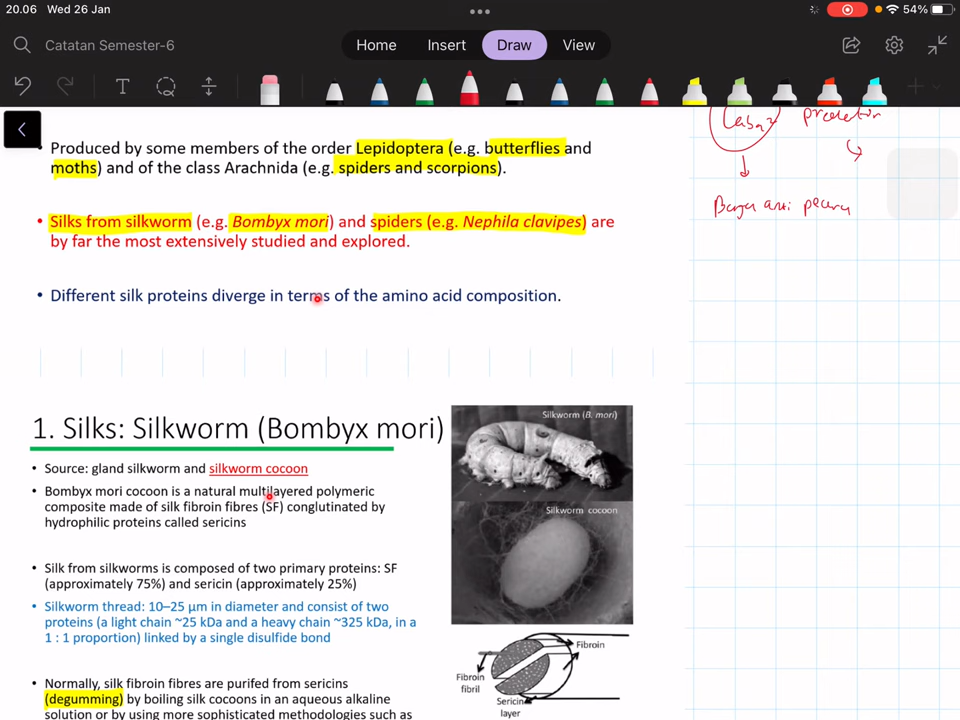 20.06 Wed 26 Jan
54%
Catatan Semester-6
Home Insert Draw View
T
predator
• Produced by some members of the order Lepidoptera (e.g. butterflies and
moths) and of the class Arachnida (e.g. spiders and scorpions).
anti
• Silks from silkworm (e.g. Bombyx mori) and spiders (e.g. Nephila clavipes) are
by far the most extensively studied and explored.
• Different silk proteins diverge in terms of the amino acid composition.
1. Silks: Silkworm (Bombyx mori)
• Source: gland silkworm and silkworm cocoon
• Bombyx mori cocoon is a natural multilayered polymeric
composite made of silk fibroin fibres (SF) conglutinated by
hydrophilic proteins called sericins
• Silk from silkworms is composed of two primary proteins: SF
(approximately 75%) and sericin (approximately 25%)
• Silkworm thread: 10–25 μm in diameter and consist of two
proteins (a light chain ~25 kDa and a heavy chain ~325 kDa, in a
1 : 1 proportion) linked by a single disulfide bond
• Normally, silk fibroin fibres are purifed from sericins
(degumming) by boiling silk cocoons in an aqueous alkaline
solution or by using more sophisticated methodologies such as
Silkworm (B. mori)
Silkworm cocoon
Fibroin
Fibroin
fibril
Sericin
layer